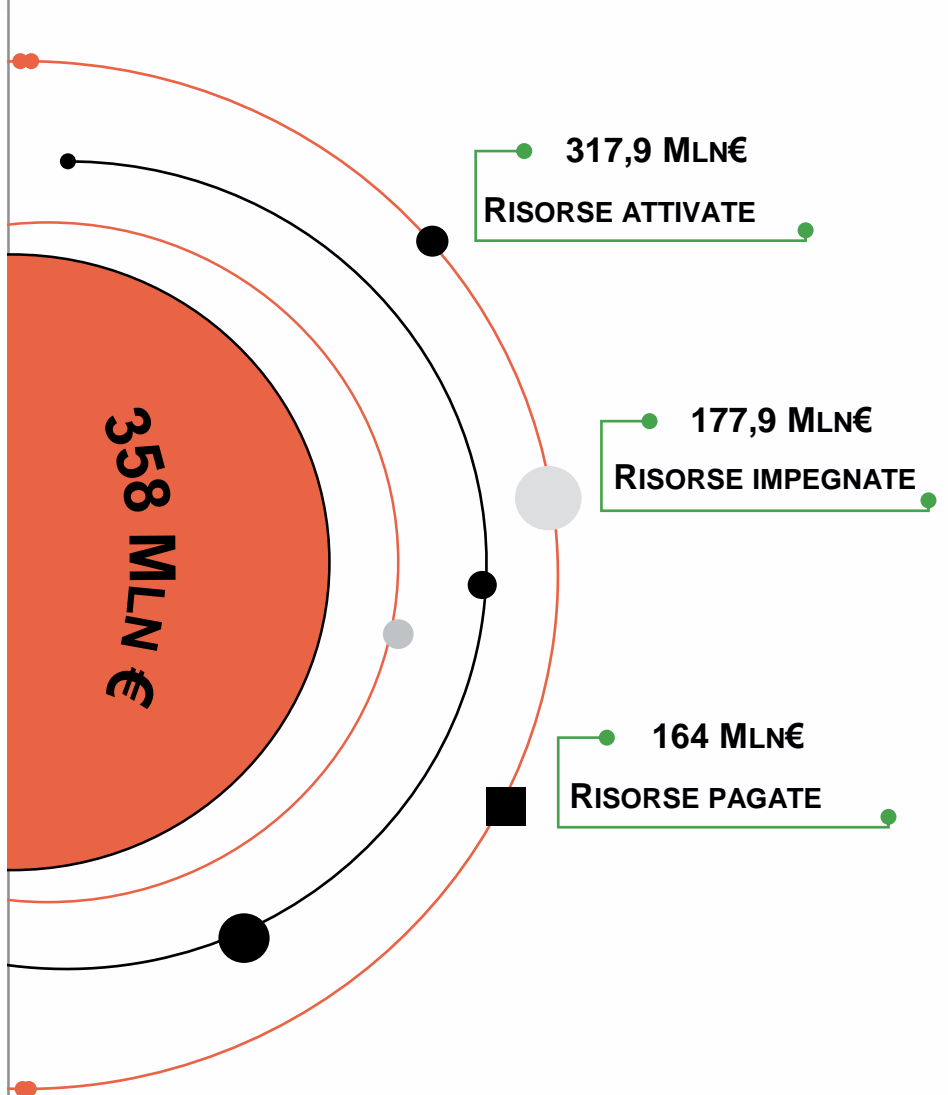 317,9 MLN€
RISORSE ATTIVATE
358 MLN €
177,9 MLN€
RISORSE IMPEGNATE
164 MLN€
RISORSE PAGATE